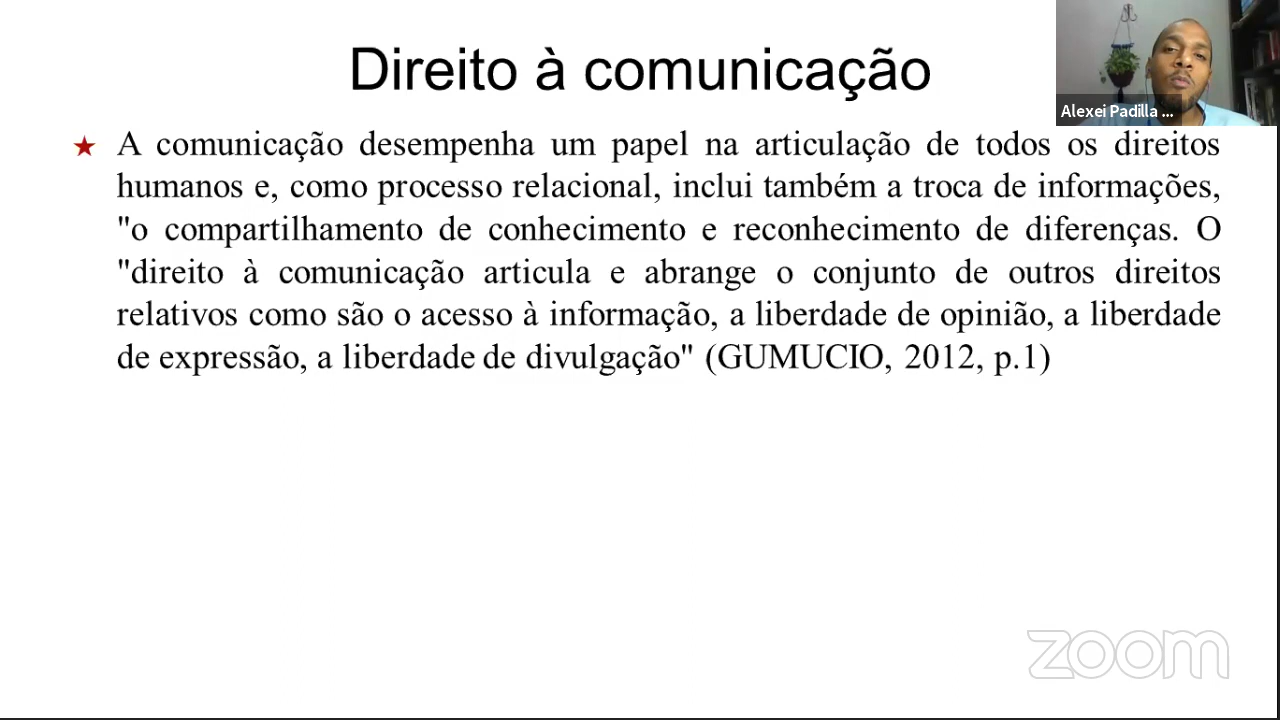 Direito à comunicação
Alexei Padilla ...
★ A comunicação desempenha um papel na articulação de todos os direitos
humanos e, como processo relacional, inclui também a troca de informações,
"o compartilhamento de conhecimento e reconhecimento de diferenças. O
"direito à comunicação articula e abrange o conjunto de outros direitos
relativos como são o acesso à informação, a liberdade de opinião, a liberdade
de expressão, a liberdade de divulgação" (GUMUCIO, 2012, p.1)
zoom